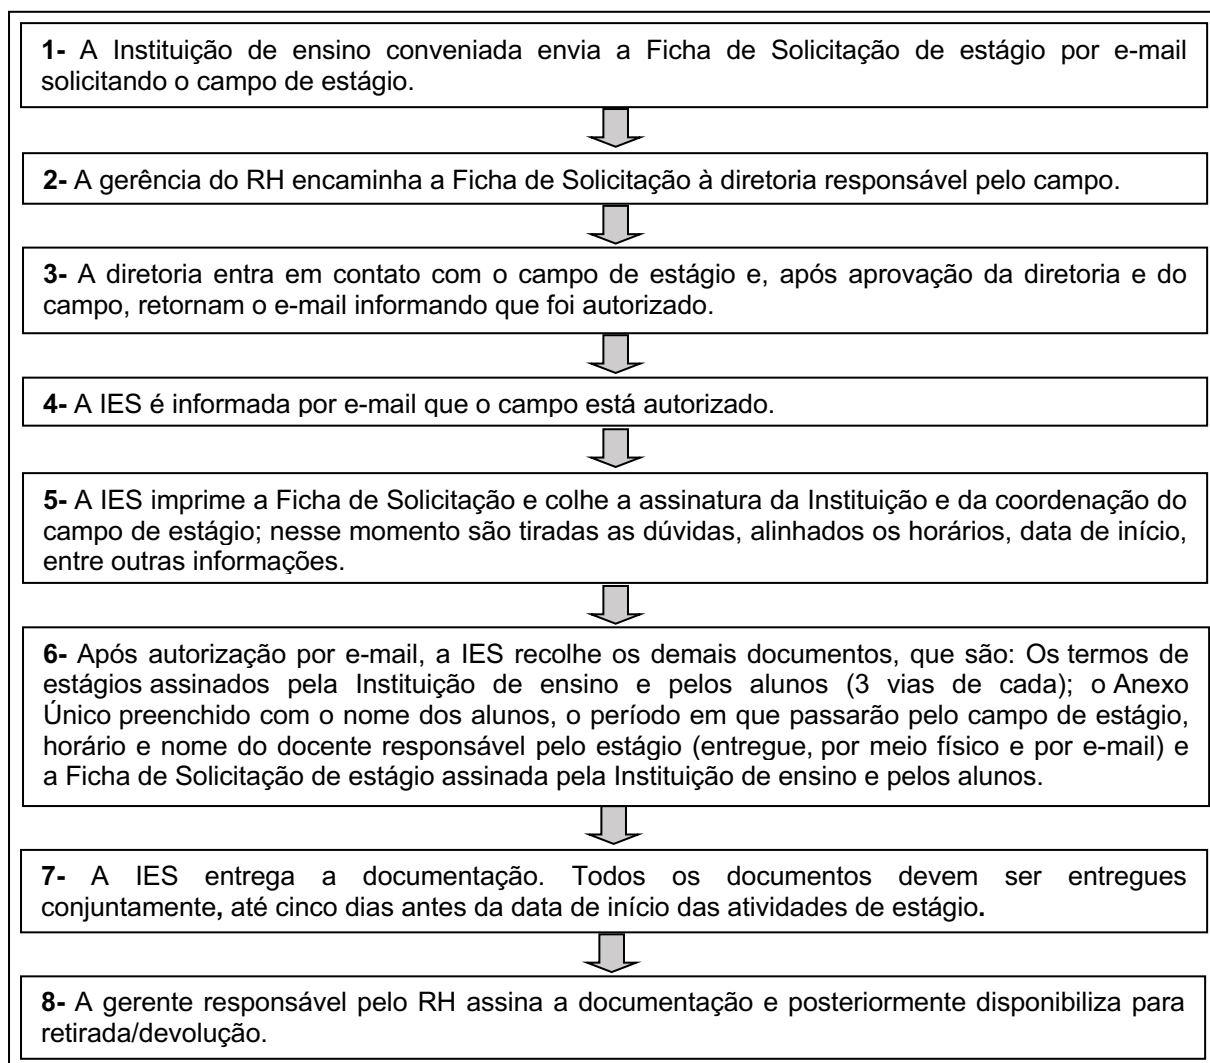 1- A Instituição de ensino conveniada envia a Ficha de Solicitação de estágio por e-mail
solicitando o campo de estágio.
2- A gerência do RH encaminha a Ficha de Solicitação à diretoria responsável pelo campo.
3- A diretoria entra em contato com o campo de estágio e, após aprovação da diretoria e do
campo, retornam o e-mail informando que foi autorizado.
4- A IES é informada por e-mail que o campo está autorizado.
5- A IES imprime a Ficha de Solicitação e colhe a assinatura da Instituição e da coordenação do
campo de estágio; nesse momento são tiradas as dúvidas, alinhados os horários, data de início,
entre outras informações.
6- Após autorização por e-mail, a IES recolhe os demais documentos, que são: Os termos de
estágios assinados pela Instituição de ensino e pelos alunos (3 vias de cada); o Anexo
Único preenchido com o nome dos alunos, o período em que passarão pelo campo de estágio,
horário e nome do docente responsável pelo estágio (entregue, por meio físico e por e-mail) e
a Ficha de Solicitação de estágio assinada pela Instituição de ensino e pelos alunos.
7- A IES entrega a documentação. Todos os documentos devem ser entregues
conjuntamente, até cinco dias antes da data de início das atividades de estágio.
8- A gerente responsável pelo RH assina a documentação e posteriormente disponibiliza para
retirada/devolução.